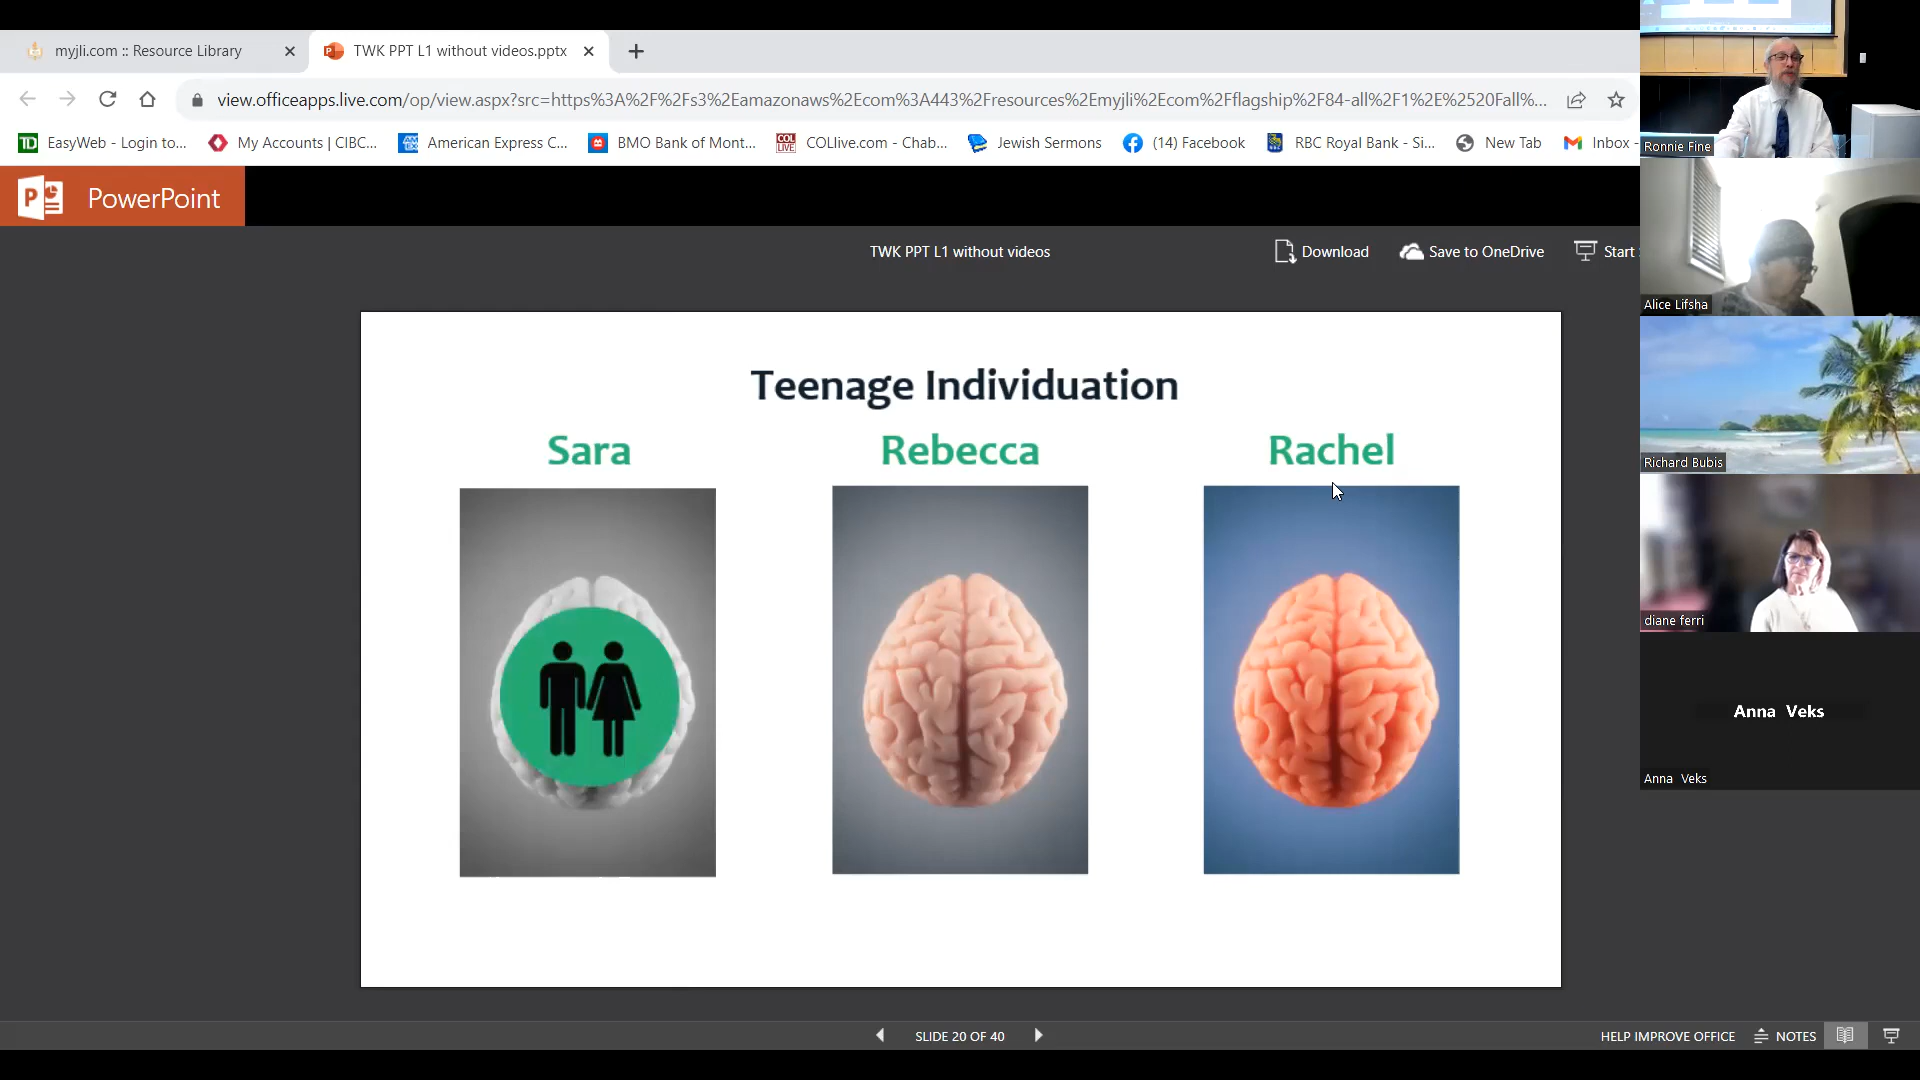 myjli.com :: Resource Library
TWK PPT L1 without videos.pptx
view.officeapps.live.com/op/view.aspx?src=https%3A%2F%2Fs3%2Eamazonaws%2Ecom%3A443%2Fresources%2Emyjli%2Ecom%2Fflagship%2F84-all%2F1%2E%2520Fall%...
TD EasyWeb - Login to...
My Accounts | CIBC...
AM EX American Express C...
BMO Bank of Mont...
COL LIVE COLlive.com - Chab...
Jewish Sermons
(14) Facebook
RBC Royal Bank - Si...
New Tab
Inbox -
P PowerPoint
TWK PPT L1 without videos
Download
Save to OneDrive
Start
Teenage Individuation
Sara
Rebecca
Rachel
SLIDE 20 OF 40
HELP IMPROVE OFFICE
NOTES
Ronnie Fine
Alice Lifsha
Richard Bubis
diane ferri
Anna Veks
Anna Veks